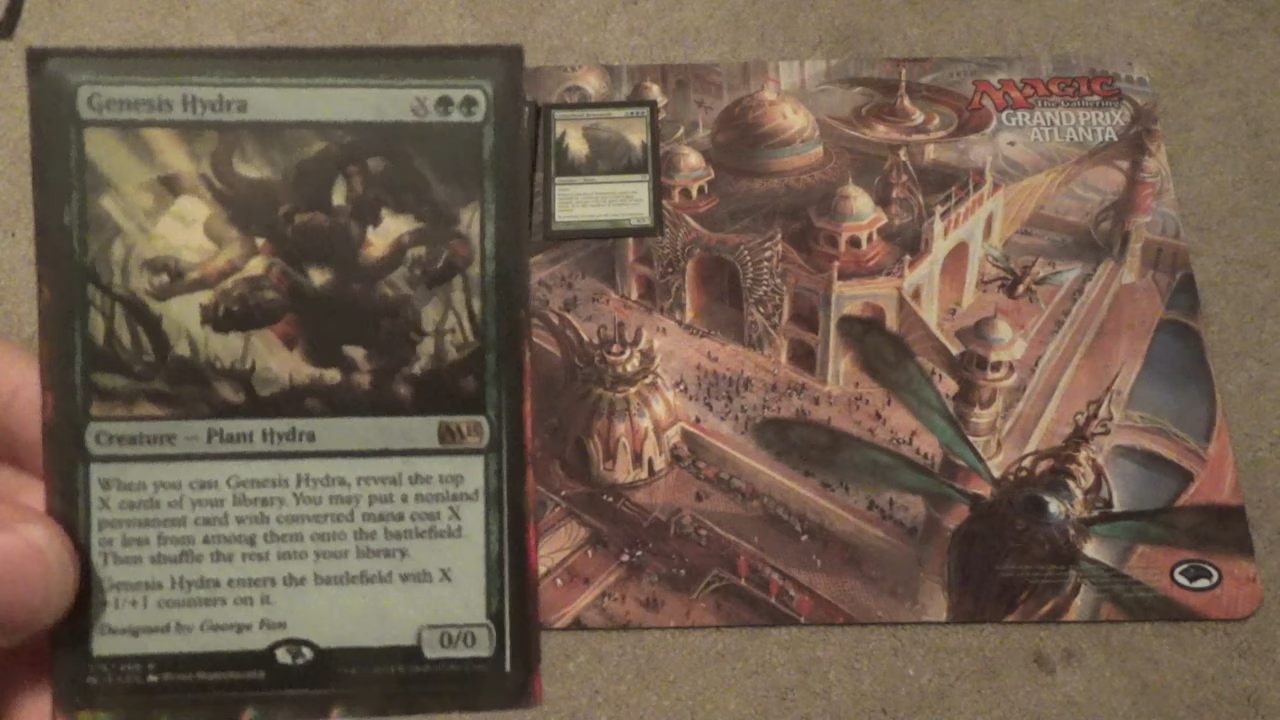 Genesis Hydra X
Creature — Plant Hydra
M15
When you cast Genesis Hydra, reveal the top
X cards of your library. You may put a nonland
permanent card with converted mana cost X
or less from among them onto the battlefield.
Then shuffle the rest into your library.
Genesis Hydra enters the battlefield with X
+1/+1 counters on it.
Designed by George Fan
0/0
MAGIC
The Gathering
GRAND PRIX
ATLANTA